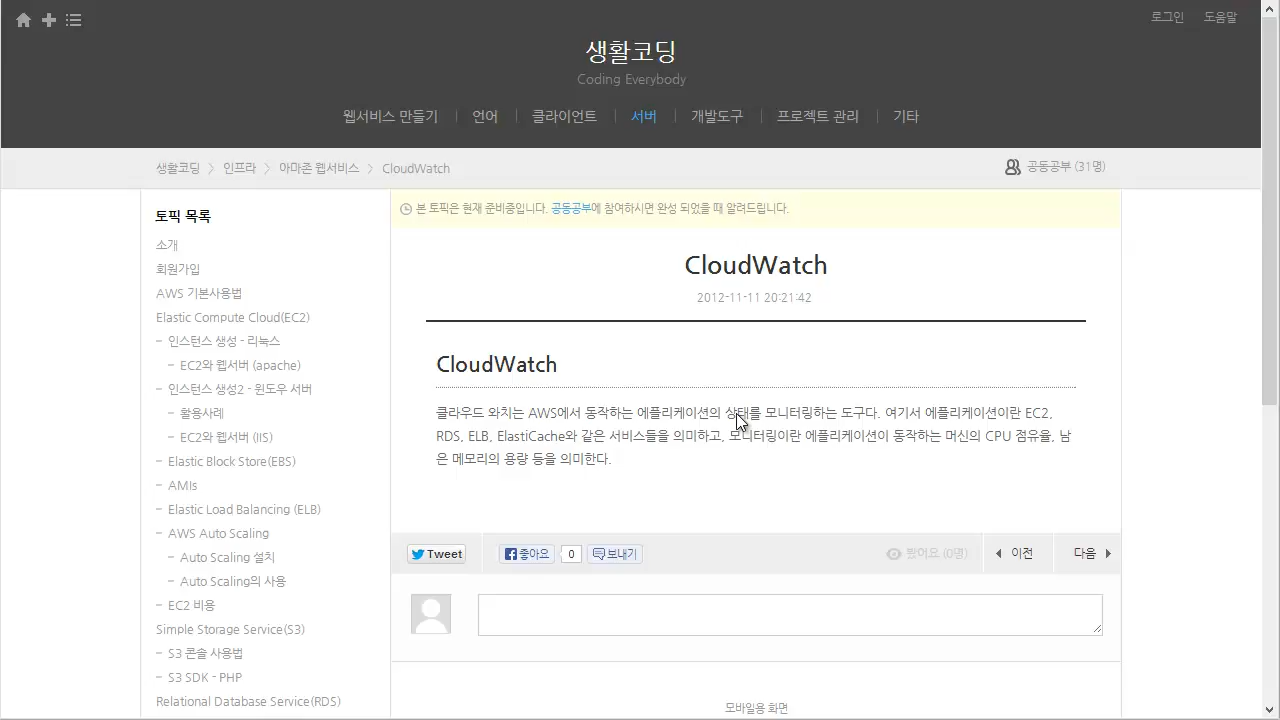 로그인 도움말
생활코딩
Coding Everybody
웹서비스 만들기 언어 클라이언트 서버 개발도구 프로젝트 관리 기타
생활코딩 > 인프라 > 아마존 웹서비스 > CloudWatch
공동공부 (31명)
토픽 목록
소개
회원가입
AWS 기본사용법
Elastic Compute Cloud(EC2)
- 인스턴스 생성 - 리눅스
- EC2와 웹서버 (apache)
- 인스턴스 생성2 - 윈도우 서버
- 활용사례
- EC2와 웹서버 (IIS)
- Elastic Block Store(EBS)
- AMIs
- Elastic Load Balancing (ELB)
- AWS Auto Scaling
- Auto Scaling 설치
- Auto Scaling의 사용
- EC2 비용
Simple Storage Service(S3)
- S3 콘솔 사용법
- S3 SDK - PHP
Relational Database Service(RDS)
본 토픽은 현재 준비중입니다. 공동공부에 참여하시면 완성 되었을 때 알려드립니다.
CloudWatch
2012-11-11 20:21:42
CloudWatch
클라우드 와치는 AWS에서 동작하는 에플리케이션의 상태를 모니터링하는 도구다. 여기서 에플리케이션이란 EC2,
RDS, ELB, ElastiCache와 같은 서비스들을 의미하고, 모니터링이란 에플리케이션이 동작하는 머신의 CPU 점유율, 남
은 메모리의 용량 등을 의미한다.
Tweet 좋아요 0 보내기 봤어요 (0명) 이전 다음
모바일용 화면